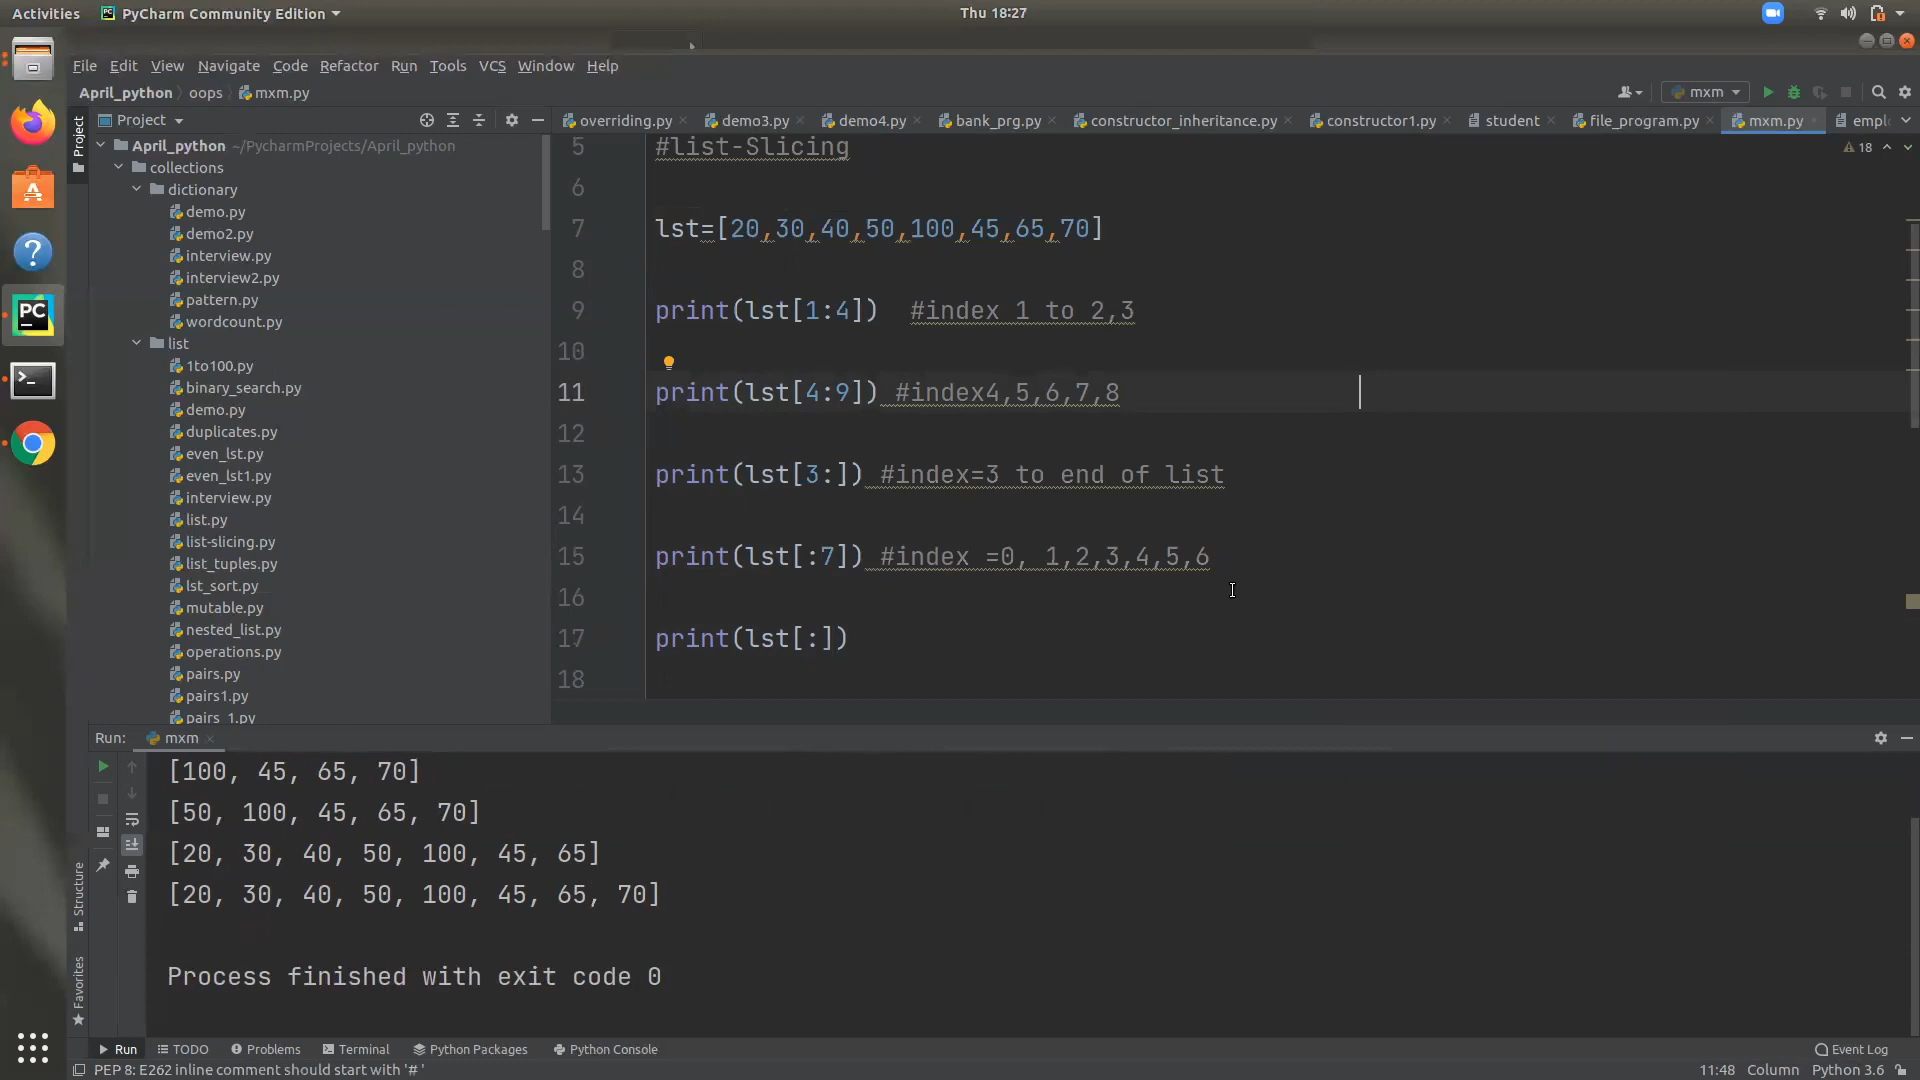 Activities PyCharm Community Edition Thu 18:27
File Edit View Navigate Code Refactor Run Tools VCS Window Help
April_python oops mxm.py mxm
Project overriding.py demo3.py demo4.py bank_prg.py constructor_inheritance.py constructor1.py student file_program.py mxm.py emplo
Project
April_python ~/PycharmProjects/April_python
collections
dictionary
demo.py
demo2.py
interview.py
interview2.py
pattern.py
wordcount.py
list
1to100.py
binary_search.py
demo.py
duplicates.py
even_lst.py
even_lst1.py
interview.py
list.py
list-slicing.py
list_tuples.py
lst_sort.py
mutable.py
nested_list.py
operations.py
pairs.py
pairs1.py
pairs_1.py
18
5 #list-Slicing
6
7 lst=[20,30,40,50,100,45,65,70]
8
9 print(lst[1:4])  #index 1 to 2,3
10
11 print(lst[4:9]) #index4,5,6,7,8
12
13 print(lst[3:]) #index=3 to end of list
14
15 print(lst[:7]) #index =0, 1,2,3,4,5,6
16
17 print(lst[:])
18
Run: mxm
[100, 45, 65, 70]
[50, 100, 45, 65, 70]
[20, 30, 40, 50, 100, 45, 65]
[20, 30, 40, 50, 100, 45, 65, 70]
Process finished with exit code 0
Structure
Favorites
Run TODO Problems Terminal Python Packages Python Console Event Log
PEP 8: E262 inline comment should start with '# ' 11:48 Column Python 3.6